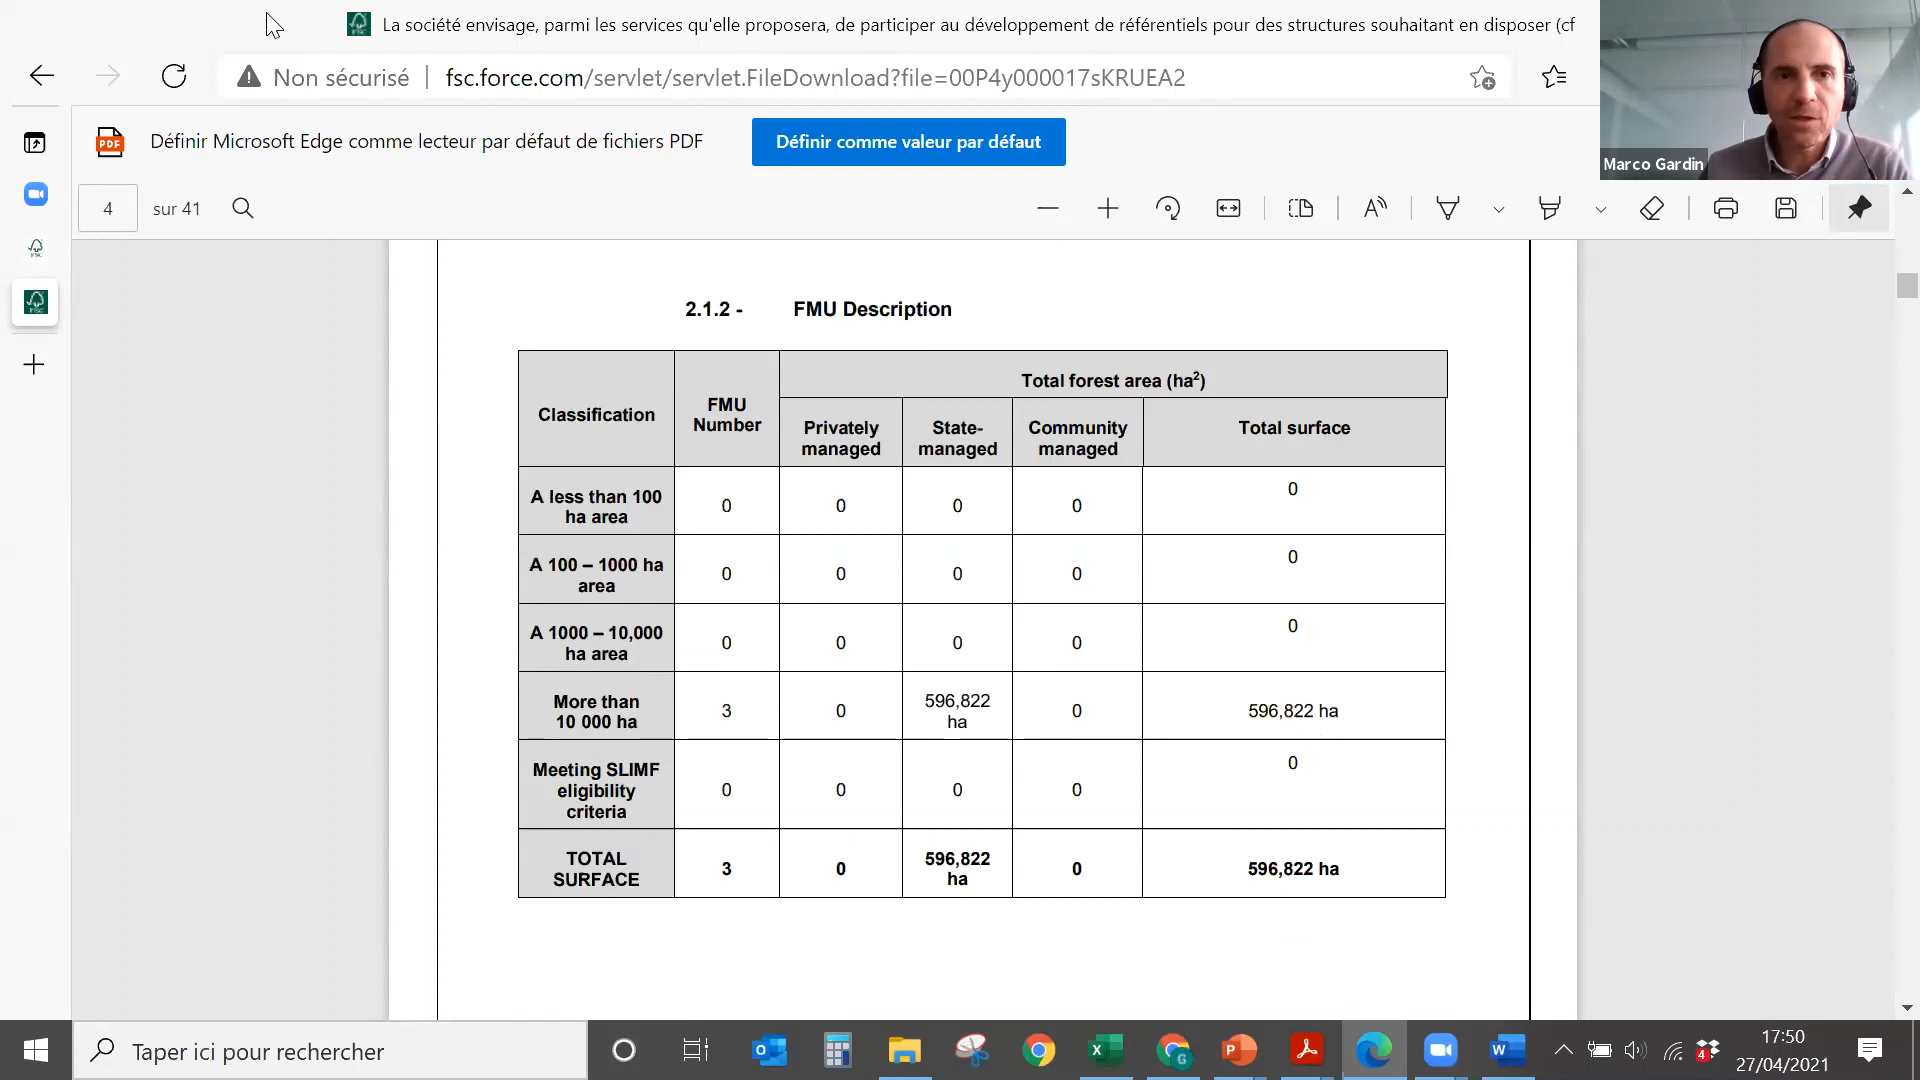 La société envisage, parmi les services qu'elle proposera, de participer au développement de référentiels pour des structures souhaitant en disposer (cf
Non sécurisé | fsc.force.com/servlet/servlet.FileDownload?file=00P4y000017sKRUEA2
PDF Définir Microsoft Edge comme lecteur par défaut de fichiers PDF Définir comme valeur par défaut
Marco Gardin
4 sur 41
2.1.2 - FMU Description
Classification
FMU
Number
Total forest area (ha²)
Privately
managed
State-
managed
Community
managed
Total surface
A less than 100
ha area
0 0 0 0 0
A 100 – 1000 ha
area
0 0 0 0 0
A 1000 – 10,000
ha area
0 0 0 0 0
More than
10 000 ha
3 0 596,822
ha
0 596,822 ha
Meeting SLIMF
eligibility
criteria
0 0 0 0 0
TOTAL
SURFACE
3 0 596,822
ha
0 596,822 ha
Taper ici pour rechercher
4
17:50
27/04/2021